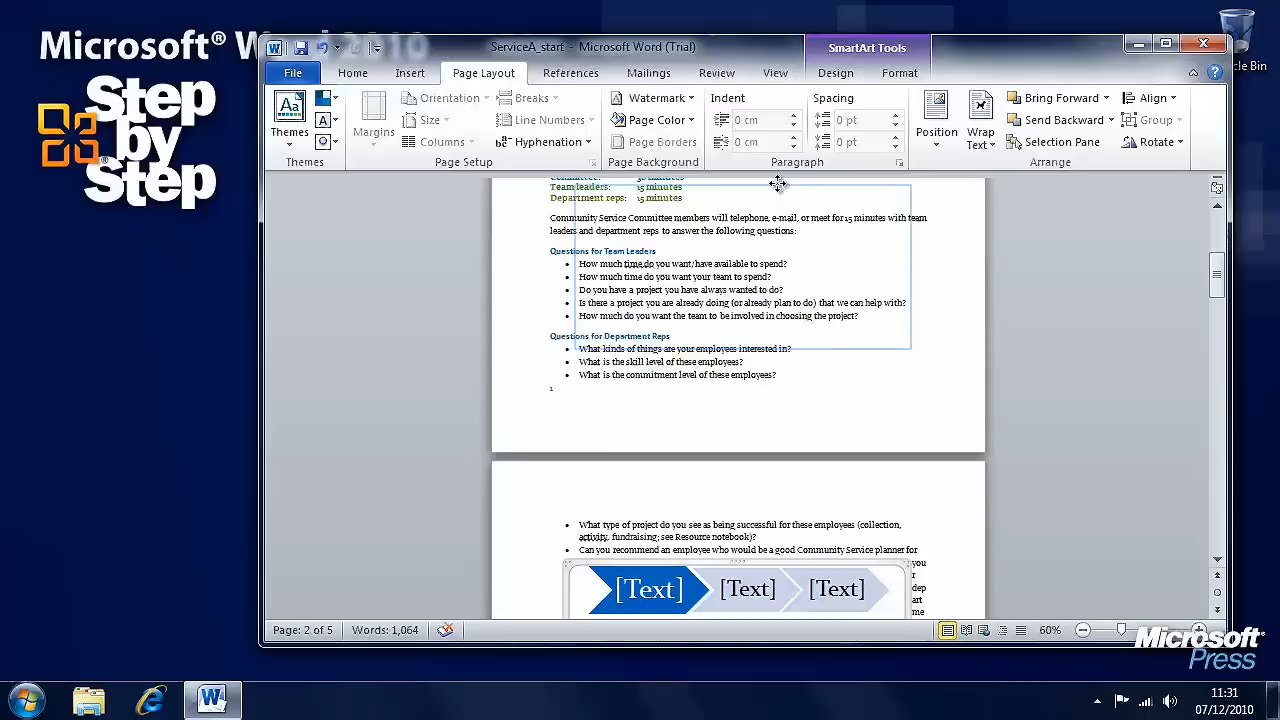 Microsoft® Word 2010
Step by Step
ServiceA_start - Microsoft Word (Trial)
SmartArt Tools
Recycle Bin
File Home Insert Page Layout References Mailings Review View Design Format
Themes
Margins
Orientation
Size
Columns
Breaks
Line Numbers
Hyphenation
Watermark
Page Color
Page Borders
Indent
0 cm
0 cm
Spacing
0 pt
0 pt
Position
Wrap Text
Bring Forward
Send Backward
Selection Pane
Align
Group
Rotate
Themes Page Setup Page Background Paragraph Arrange
Team leaders: 15 minutes
Department reps: 15 minutes
Community Service Committee members will telephone, e-mail, or meet for 15 minutes with team
leaders and department reps to answer the following questions:
Questions for Team Leaders
• How much time do you want/have available to spend?
• How much time do you want your team to spend?
• Do you have a project you have always wanted to do?
• Is there a project you are already doing (or already plan to do) that we can help with?
• How much do you want the team to be involved in choosing the project?
Questions for Department Reps
• What kinds of things are your employees interested in?
• What is the skill level of these employees?
• What is the commitment level of these employees?
1
• What type of project do you see as being successful for these employees (collection,
activity, fundraising; see Resource notebook)?
• Can you recommend an employee who would be a good Community Service planner for
you
r
dep
art
me
[Text] [Text] [Text]
Page: 2 of 5 Words: 1,064 60%
Microsoft Press
11:31
07/12/2010